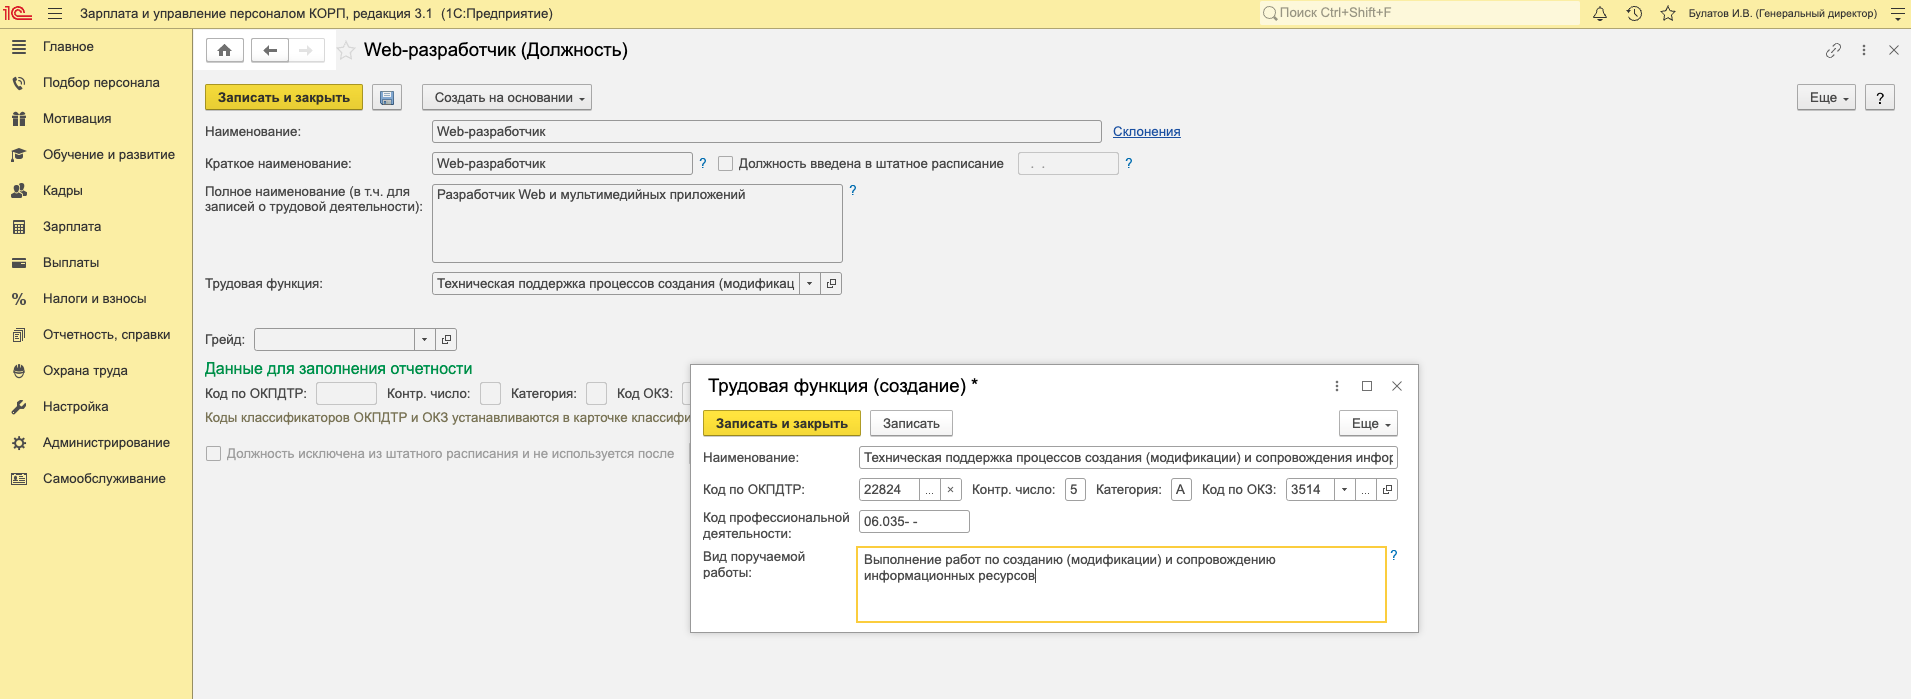 1С Зарплата и управление персоналом КОРП, редакция 3.1 (1С:Предприятие)
Поиск Ctrl+Shift+F
Булатов И.В. (Генеральный директор)
Главное
Подбор персонала
Мотивация
Обучение и развитие
Кадры
Зарплата
Выплаты
Налоги и взносы
Отчетность, справки
Охрана труда
Настройка
Администрирование
Самообслуживание
Web-разработчик (Должность)
Записать и закрыть
Создать на основании
Еще
?
Наименование: Web-разработчик Склонения
Краткое наименование: Web-разработчик ? Должность введена в штатное расписание . . ?
Полное наименование (в т.ч. для
записей о трудовой деятельности):
Разработчик Web и мультимедийных приложений ?
Трудовая функция: Техническая поддержка процессов создания (модификац
Грейд:
Данные для заполнения отчетности
Код по ОКПДТР: Контр. число: Категория: Код ОКЗ:
Коды классификаторов ОКПДТР и ОКЗ устанавливаются в карточке классифи
Должность исключена из штатного расписания и не используется после
Трудовая функция (создание) *
Записать и закрыть
Записать
Еще
Наименование: Техническая поддержка процессов создания (модификации) и сопровождения инфор
Код по ОКПДТР: 22824 ... × Контр. число: 5 Категория: А Код по ОКЗ: 3514 ...
Код профессиональной
деятельности:
06.035- -
Вид поручаемой
работы:
Выполнение работ по созданию (модификации) и сопровождению
информационных ресурсов
?